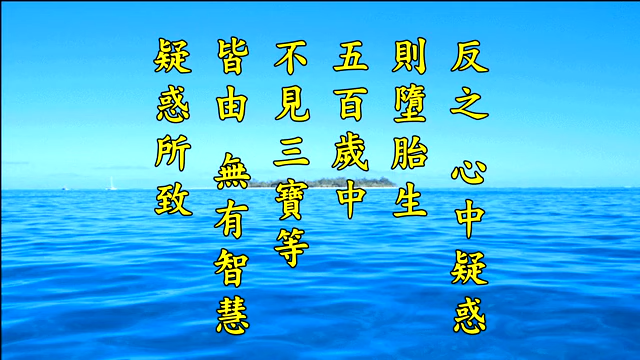 反之 心中疑惑
則墮胎生
五百歲中
不見三寶等
皆由 無有智慧
疑惑所致